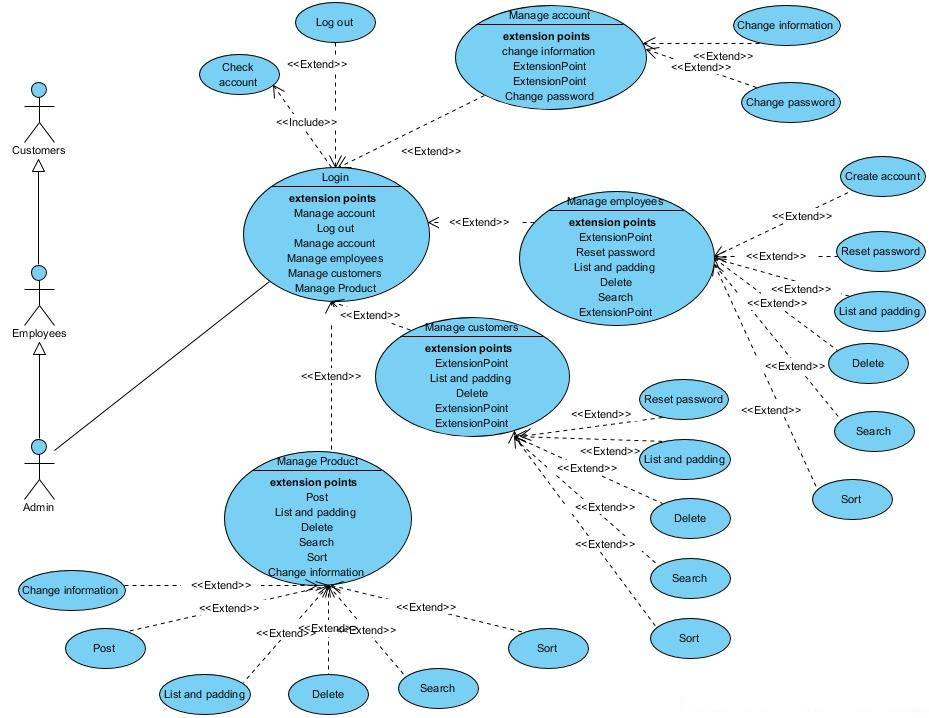 Log out
<<Extend>>
Check
account
<<Include>>
Manage account
extension points
change information
ExtensionPoint
ExtensionPoint
Change password
Change information
<<Extend>>
<<Extend>>
Change password
<<Extend>>
Customers
Employees
Admin
Login
extension points
Manage account
Log out
Manage account
Manage employees
Manage customers
Manage Product
<<Extend>>
Manage employees
extension points
ExtensionPoint
Reset password
List and padding
Delete
Search
ExtensionPoint
Create account
<<Extend>>
Reset password
<<Extend>>
List and padding
<<Extend>>
<<Extend>>
Delete
<<Extend>>
Search
<<Extend>>
Sort
<<Extend>>
Manage customers
extension points
ExtensionPoint
List and padding
Delete
ExtensionPoint
ExtensionPoint
Reset password
<<Extend>>
List and padding
<<Extend>>
<<Extend>>
Delete
<<Extend>>
Search
<<Extend>>
Sort
<<Extend>>
Manage Product
extension points
Post
List and padding
Delete
Search
Sort
Change information
Change information
<<Extend>>
<<Extend>>
<<Extend>>
<<Extend>>
<<Extend>>
<<Extend>>
Post
List and padding
Delete
Search
Sort